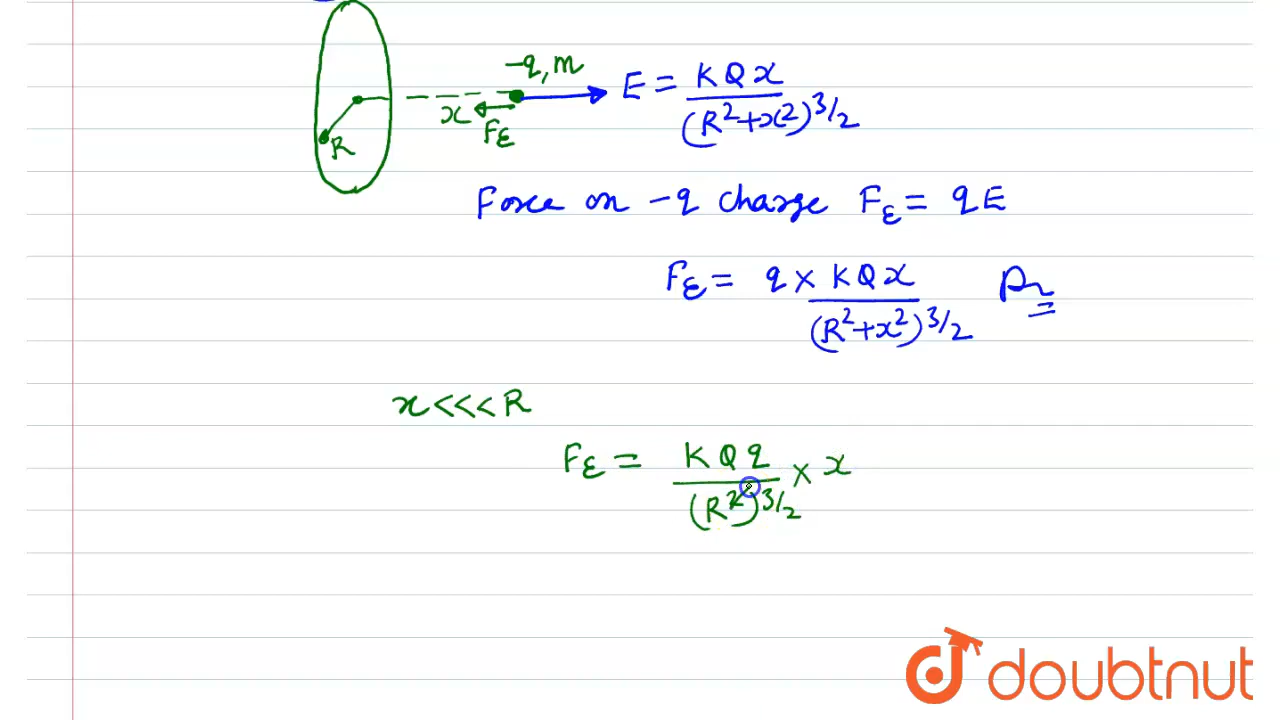 -q, m
E = KQx / (R²+x²)^3/2
x
F_E
R
Force on -q charge F_E = qE
F_E = q × KQx / (R²+x²)^3/2
x <<< R
F_E = KQq / (R²)^3/2 × x
doubtnut